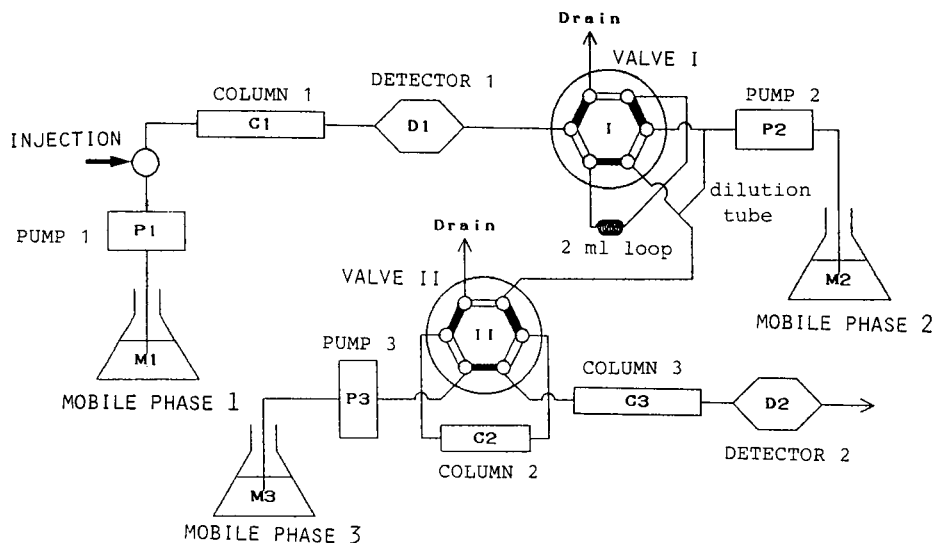 Drain
VALVE I
DETECTOR 1
COLUMN 1
PUMP 2
C1
D1
I
P2
INJECTION
dilution
tube
Drain
P1
PUMP 1
2 ml loop
VALVE II
M2
II
MOBILE PHASE 2
PUMP 3
M1
COLUMN 3
P3
C3
D2
MOBILE PHASE 1
C2
COLUMN 2
DETECTOR 2
M3
MOBILE PHASE 3